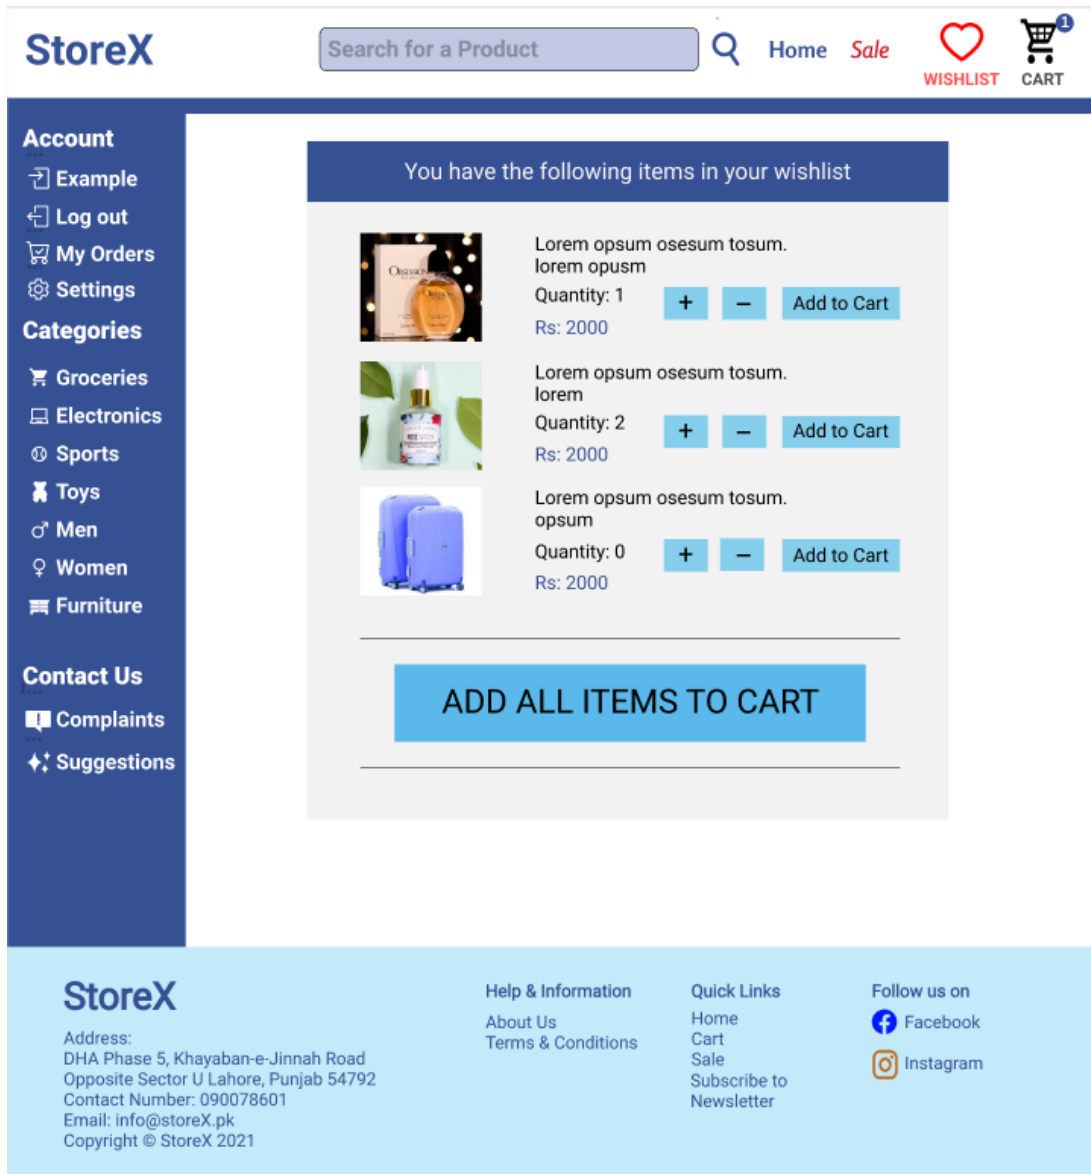 StoreX
Search for a Product
Home
Sale
WISHLIST
1
CART
Account
Example
Log out
My Orders
Settings
Categories
Groceries
Electronics
Sports
Toys
Men
Women
Furniture
Contact Us
Complaints
Suggestions
You have the following items in your wishlist
OBSESSION
Lorem opsum osesum tosum.
lorem opusm
Quantity: 1
+
−
Add to Cart
Rs: 2000
Lorem opsum osesum tosum.
lorem
Quantity: 2
+
−
Add to Cart
Rs: 2000
Lorem opsum osesum tosum.
opsum
Quantity: 0
+
−
Add to Cart
Rs: 2000
ADD ALL ITEMS TO CART
StoreX
Address:
DHA Phase 5, Khayaban-e-Jinnah Road
Opposite Sector U Lahore, Punjab 54792
Contact Number: 090078601
Email: info@storeX.pk
Copyright © StoreX 2021
Help & Information
About Us
Terms & Conditions
Quick Links
Home
Cart
Sale
Subscribe to
Newsletter
Follow us on
Facebook
Instagram